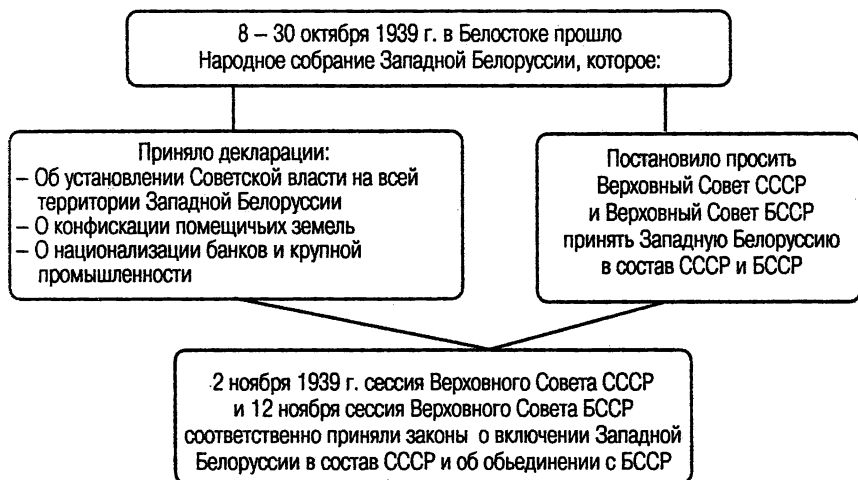 8 – 30 октября 1939 г. в Белостоке прошло
Народное собрание Западной Белоруссии, которое:
Приняло декларации:
– Об установлении Советской власти на всей
территории Западной Белоруссии
– О конфискации помещичьих земель
– О национализации банков и крупной
промышленности
Постановило просить
Верховный Совет СССР
и Верховный Совет БССР
принять Западную Белоруссию
в состав СССР и БССР
2 ноября 1939 г. сессия Верховного Совета СССР
и 12 ноября сессия Верховного Совета БССР
соответственно приняли законы о включении Западной
Белоруссии в состав СССР и об обьединении с БССР